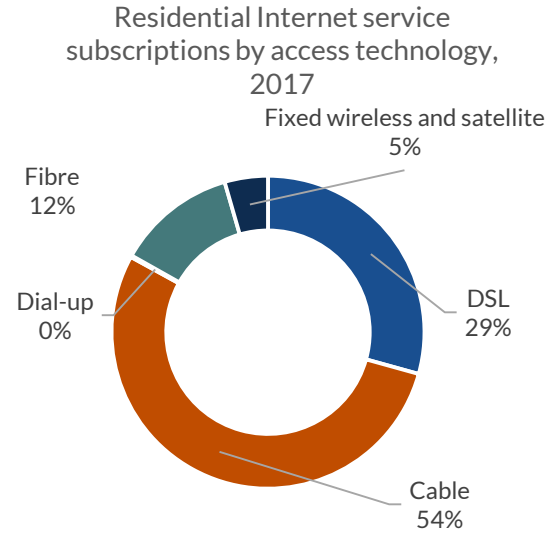 Residential Internet service
subscriptions by access technology,
2017
Fixed wireless and satellite
5%
Fibre
12%
Dial-up
0%
DSL
29%
Cable
54%